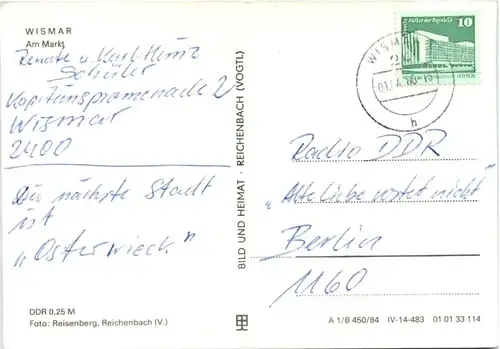 WISMAR
Am Markt
Renate u. Karl-Heinz
Schüler
Kapitänspromenade 2
Wismar
2400
Die nächste Stadt
ist
"Osterwieck"
DDR 0,25 M
Foto: Reisenberg, Reichenbach (V.)
BILD UND HEIMAT · REICHENBACH (VOGTL)
WISMAR
h
Palast der Republik
10
Radio DDR
"Alte Liebe rostet nicht"
Berlin
1160
A 1/B 450/84 IV-14-483 01 01 33 114